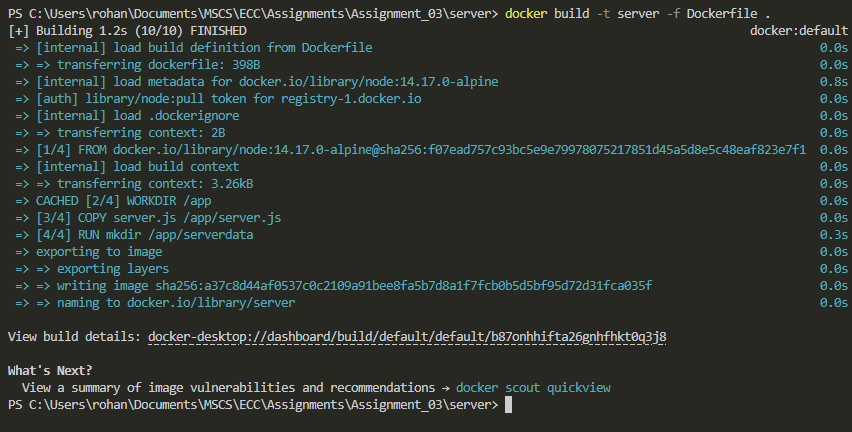 PS C:\Users\rohan\Documents\MSCS\ECC\Assignments\Assignment_03\server> docker build -t server -f Dockerfile .
[+] Building 1.2s (10/10) FINISHED docker:default
=> [internal] load build definition from Dockerfile 0.0s
=> => transferring dockerfile: 398B 0.0s
=> [internal] load metadata for docker.io/library/node:14.17.0-alpine 0.8s
=> [auth] library/node:pull token for registry-1.docker.io 0.0s
=> [internal] load .dockerignore 0.0s
=> => transferring context: 2B 0.0s
=> [1/4] FROM docker.io/library/node:14.17.0-alpine@sha256:f07ead757c93bc5e9e79978075217851d45a5d8e5c48eaf823e7f1 0.0s
=> [internal] load build context 0.0s
=> => transferring context: 3.26kB 0.0s
=> CACHED [2/4] WORKDIR /app 0.0s
=> [3/4] COPY server.js /app/server.js 0.0s
=> [4/4] RUN mkdir /app/serverdata 0.3s
=> exporting to image 0.0s
=> => exporting layers 0.0s
=> => writing image sha256:a37c8d44af0537c0c2109a91bee8fa5b7d8a1f7fcb0b5d5bf95d72d31fca035f 0.0s
=> => naming to docker.io/library/server 0.0s
View build details: docker-desktop://dashboard/build/default/default/b87onhhifta26gnhfhkt0q3j8
What's Next?
View a summary of image vulnerabilities and recommendations → docker scout quickview
PS C:\Users\rohan\Documents\MSCS\ECC\Assignments\Assignment_03\server>